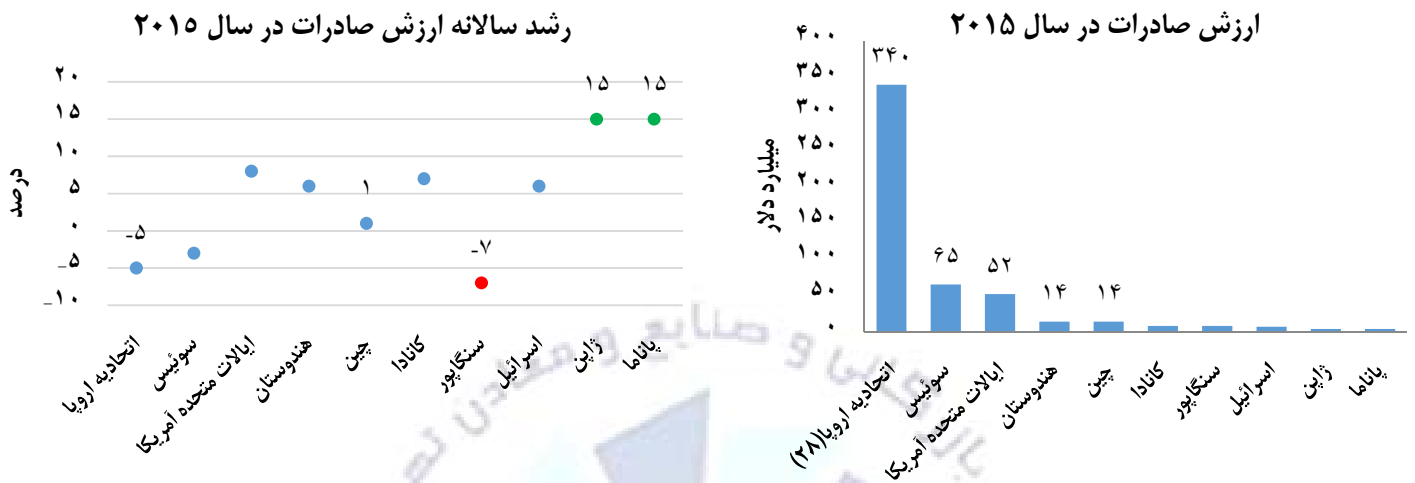 رشد سالانه ارزش صادرات در سال ۲۰۱۵
درصد
۲۰
۱۵
۱۰
۵
۰
-۵
-۱۰
-۵
۱
-۷
۱۵
۱۵
اتحادیه اروپا
سوئیس
ایالات متحده آمریکا
هندوستان
چین
کانادا
سنگاپور
اسرائیل
ژاپن
پاناما
ارزش صادرات در سال ۲۰۱۵
میلیارد دلار
۴۰۰
۳۵۰
۳۰۰
۲۵۰
۲۰۰
۱۵۰
۱۰۰
۵۰
۰
۳۴۰
۶۵
۵۲
۱۴
۱۴
اتحادیه اروپا(۲۸)
سوئیس
ایالات متحده آمریکا
هندوستان
چین
کانادا
سنگاپور
اسرائیل
ژاپن
پاناما
و صنایع و معادن